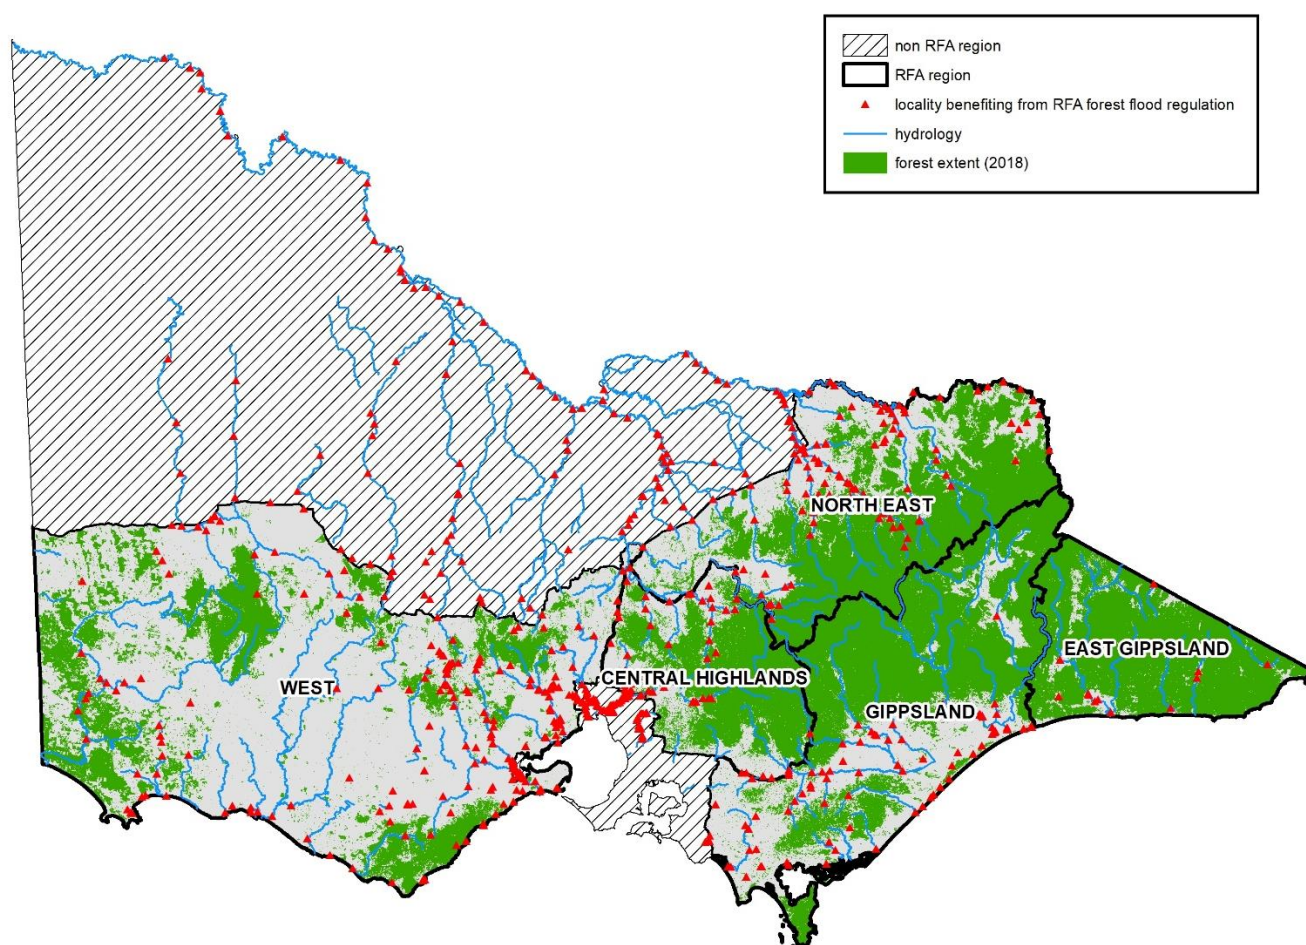 non RFA region
RFA region
locality benefiting from RFA forest flood regulation
hydrology
forest extent (2018)
NORTH EAST
EAST GIPPSLAND
CENTRAL HIGHLANDS
WEST
GIPPSLAND